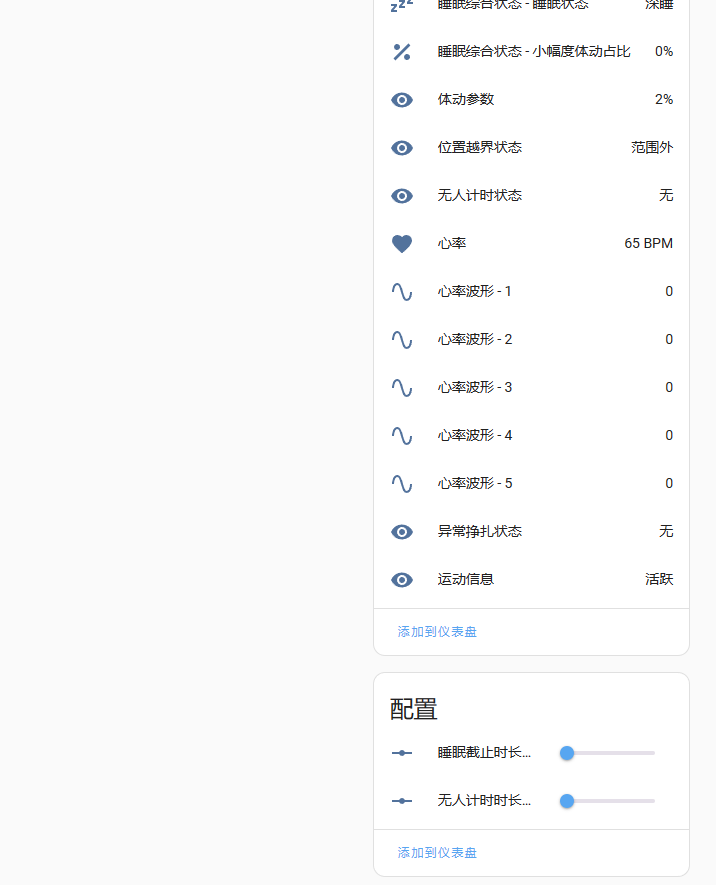 睡眠综合状态 - 睡眠状态 深睡
睡眠综合状态 - 小幅度体动占比 0%
体动参数 2%
位置越界状态 范围外
无人计时状态 无
心率 65 BPM
心率波形 - 1 0
心率波形 - 2 0
心率波形 - 3 0
心率波形 - 4 0
心率波形 - 5 0
异常挣扎状态 无
运动信息 活跃
添加到仪表盘
配置
睡眠截止时长...
无人计时时长...
添加到仪表盘